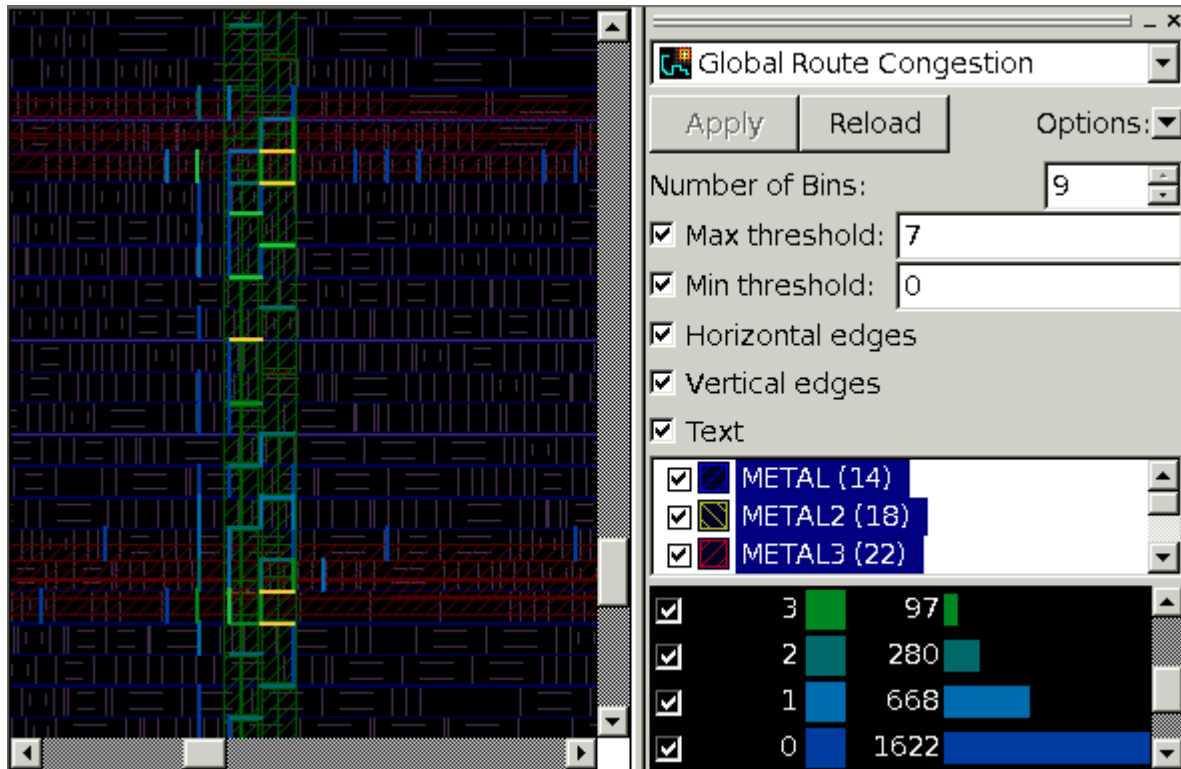 Global Route Congestion
Apply Reload Options:
Number of Bins: 9
Max threshold: 7
Min threshold: 0
Horizontal edges
Vertical edges
Text
METAL (14)
METAL2 (18)
METAL3 (22)
3 97
2 280
1 668
0 1622